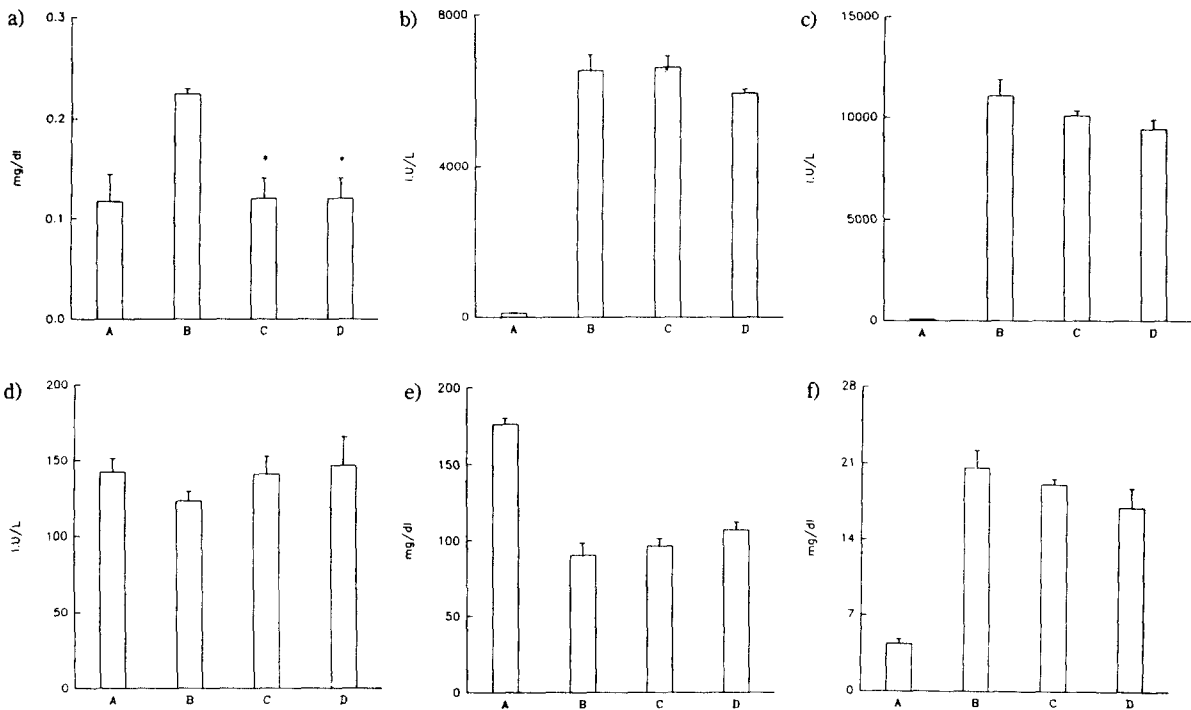 a)
0.3
0.2
0.1
0.0
mg/dl
* *
A B C D
b)
8000
4000
0
I.U/L
A B C D
c)
15000
10000
5000
0
I.U/L
A B C D
d)
200
150
100
50
0
I.U/L
A B C D
e)
200
150
100
50
0
mg/dl
A B C D
f)
28
21
14
7
0
mg/dl
A B C D